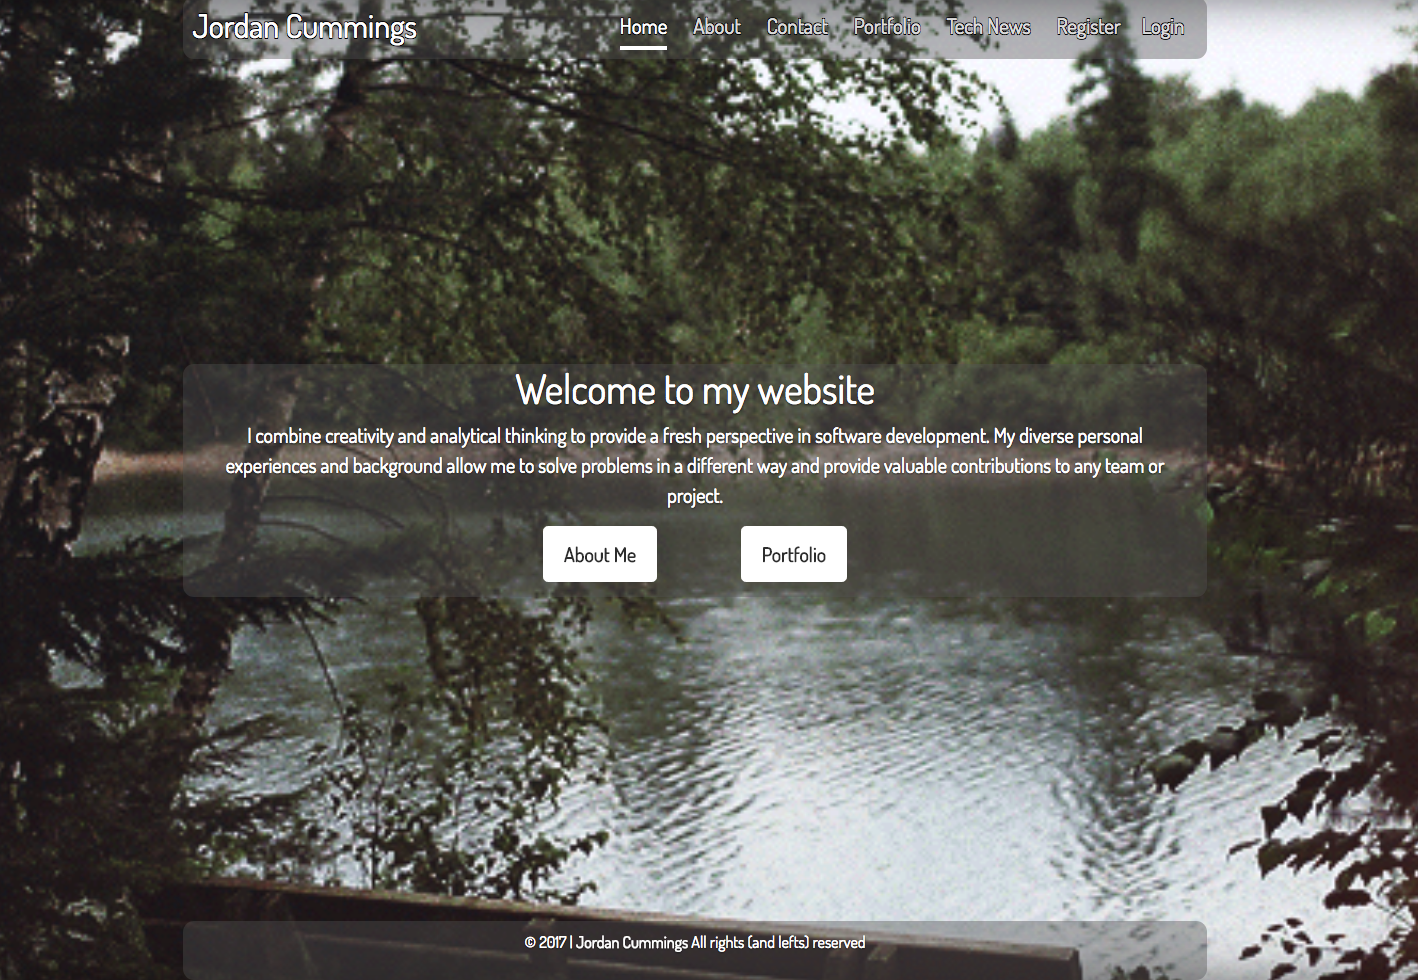 Jordan Cummings
Home About Contact Portfolio Tech News Register Login
Welcome to my website
I combine creativity and analytical thinking to provide a fresh perspective in software development. My diverse personal
experiences and background allow me to solve problems in a different way and provide valuable contributions to any team or
project.
About Me Portfolio
© 2017 | Jordan Cummings All rights (and lefts) reserved